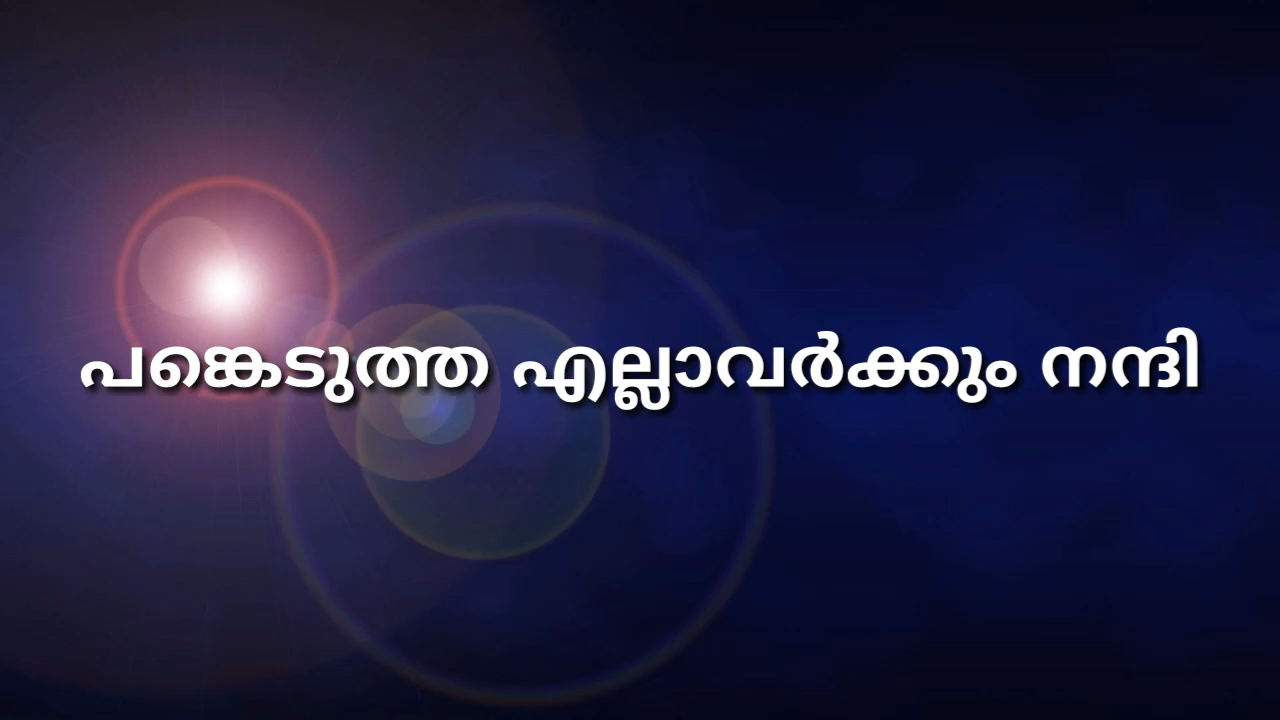 പങ്കെടുത്ത എല്ലാവർക്കും നന്ദി